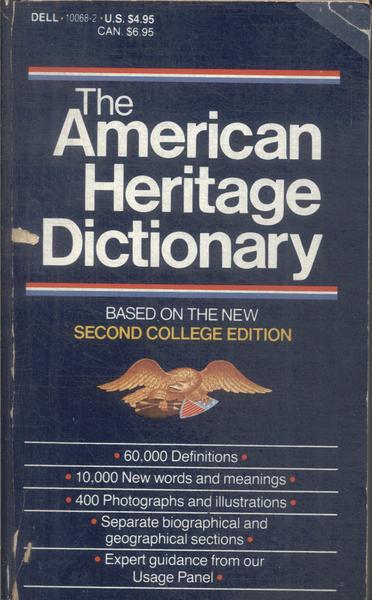 DELL • 10068-2 • U.S. $4.95
CAN. $6.95
The
American
Heritage
Dictionary
BASED ON THE NEW
SECOND COLLEGE EDITION
• 60,000 Definitions •
• 10,000 New words and meanings •
• 400 Photographs and illustrations •
• Separate biographical and
geographical sections •
• Expert guidance from our
Usage Panel •